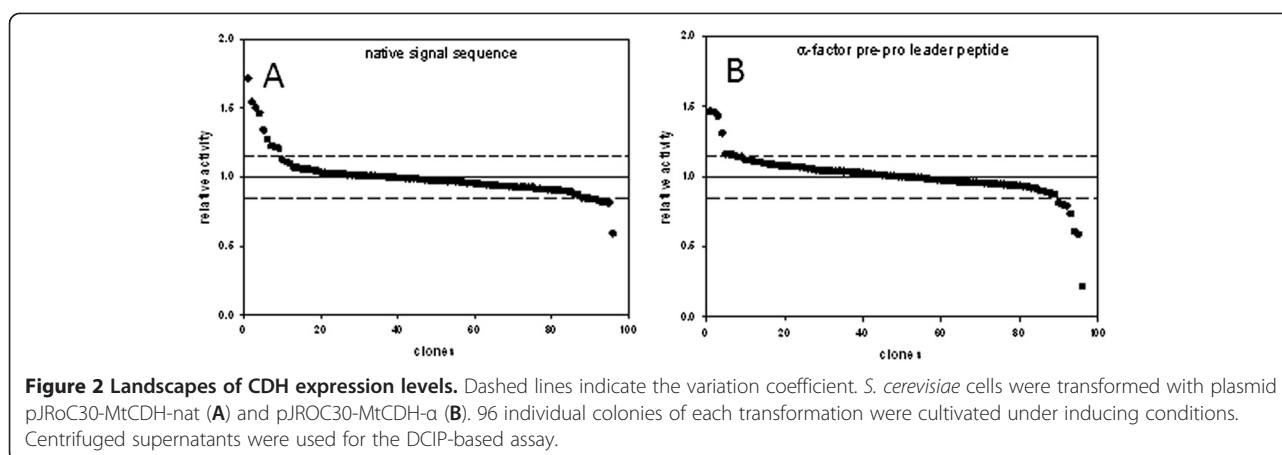 native signal sequence
A
relative activity
2.0
1.5
1.0
0.5
0.0
0 20 40 60 80 100
clones
α-factor pre-pro leader peptide
B
relative activity
2.0
1.5
1.0
0.5
0.0
0 20 40 60 80 100
clones
Figure 2 Landscapes of CDH expression levels. Dashed lines indicate the variation coefficient. S. cerevisiae cells were transformed with plasmid
pJRoC30-MtCDH-nat (A) and pJROC30-MtCDH-α (B). 96 individual colonies of each transformation were cultivated under inducing conditions.
Centrifuged supernatants were used for the DCIP-based assay.